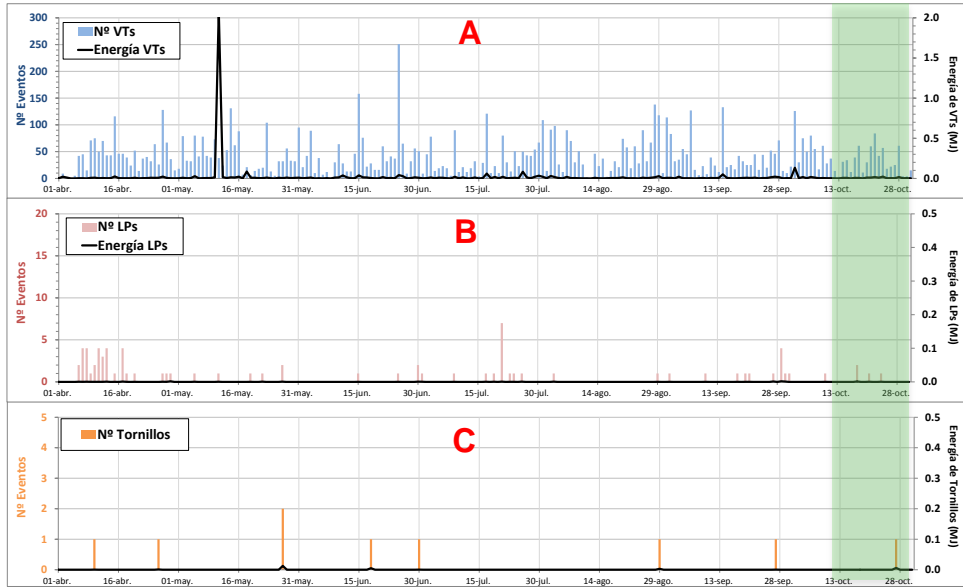 A
Nº VTs
Energía VTs
Nº Eventos
Energía de VTs (MJ)
300
250
200
150
100
50
0
2.0
1.5
1.0
0.5
0.0
01-abr. 16-abr. 01-may. 16-may. 31-may. 15-jun. 30-jun. 15-jul. 30-jul. 14-ago. 29-ago. 13-sep. 28-sep. 13-oct. 28-oct.
B
Nº LPs
Energía LPs
Nº Eventos
Energía de LPs (MJ)
20
15
10
5
0
0.5
0.4
0.3
0.2
0.1
0.0
01-abr. 16-abr. 01-may. 16-may. 31-may. 15-jun. 30-jun. 15-jul. 30-jul. 14-ago. 29-ago. 13-sep. 28-sep. 13-oct. 28-oct.
C
Nº Tornillos
Nº Eventos
Energía de Tornillos (MJ)
5
4
3
2
1
0
0.5
0.4
0.3
0.2
0.1
0.0
01-abr. 16-abr. 01-may. 16-may. 31-may. 15-jun. 30-jun. 15-jul. 30-jul. 14-ago. 29-ago. 13-sep. 28-sep. 13-oct. 28-oct.